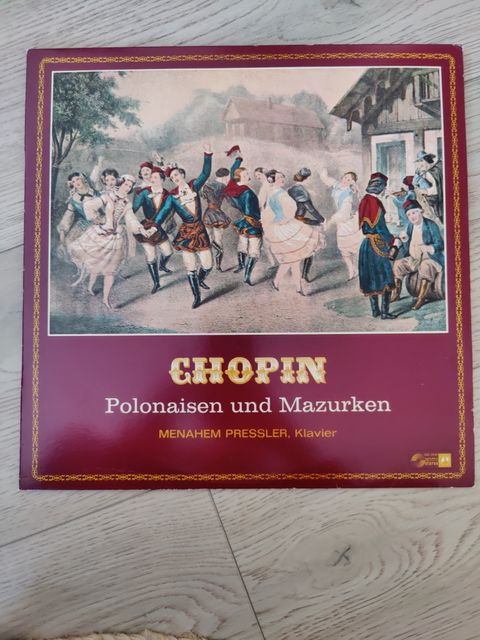 CHOPIN
Polonaisen und Mazurken
MENAHEM PRESSLER, Klavier